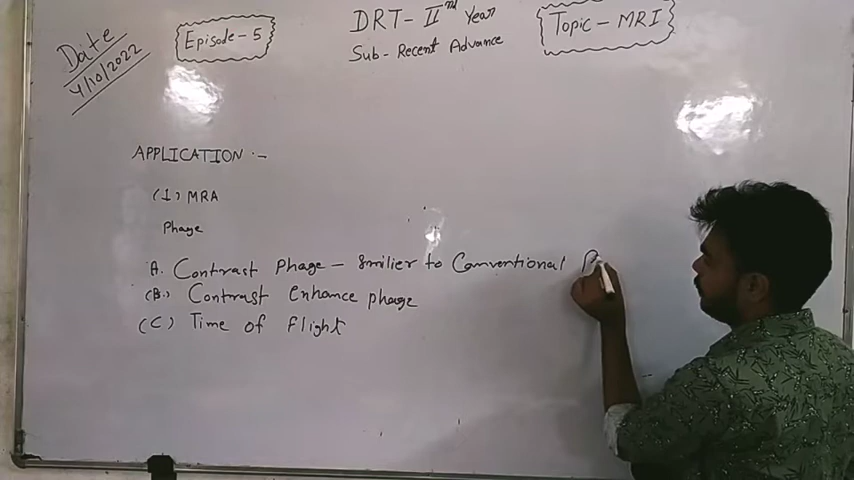 Date
4/10/2022
Episode-5
DRT-IInd Year
Sub-Recent Advance
Topic-MRI
APPLICATION:-
(1) MRA
Phage
A. Contrast Phage - Smilier to Conventional
(B.) Contrast Enhance phage
(C) Time of flight